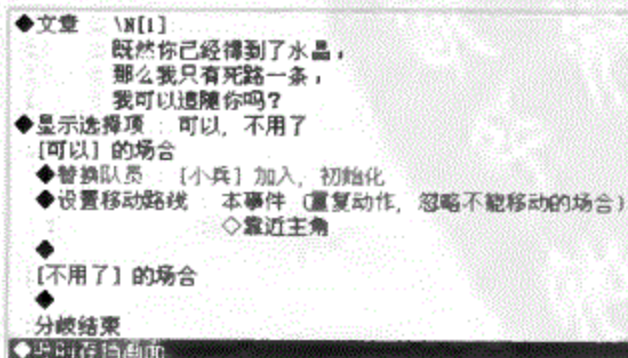 ◆文章 \N[1]
既然你已经得到了水晶，
那么我只有死路一条，
我可以追随你吗？
◆显示选择项：可以，不用了
[可以] 的场合
◆替换队员：[小兵] 加入，初始化
◆设置移动路线：本事件（重复动作，忽略不能移动的场合）
◇靠近主角
◆
[不用了] 的场合
◆
分歧结束